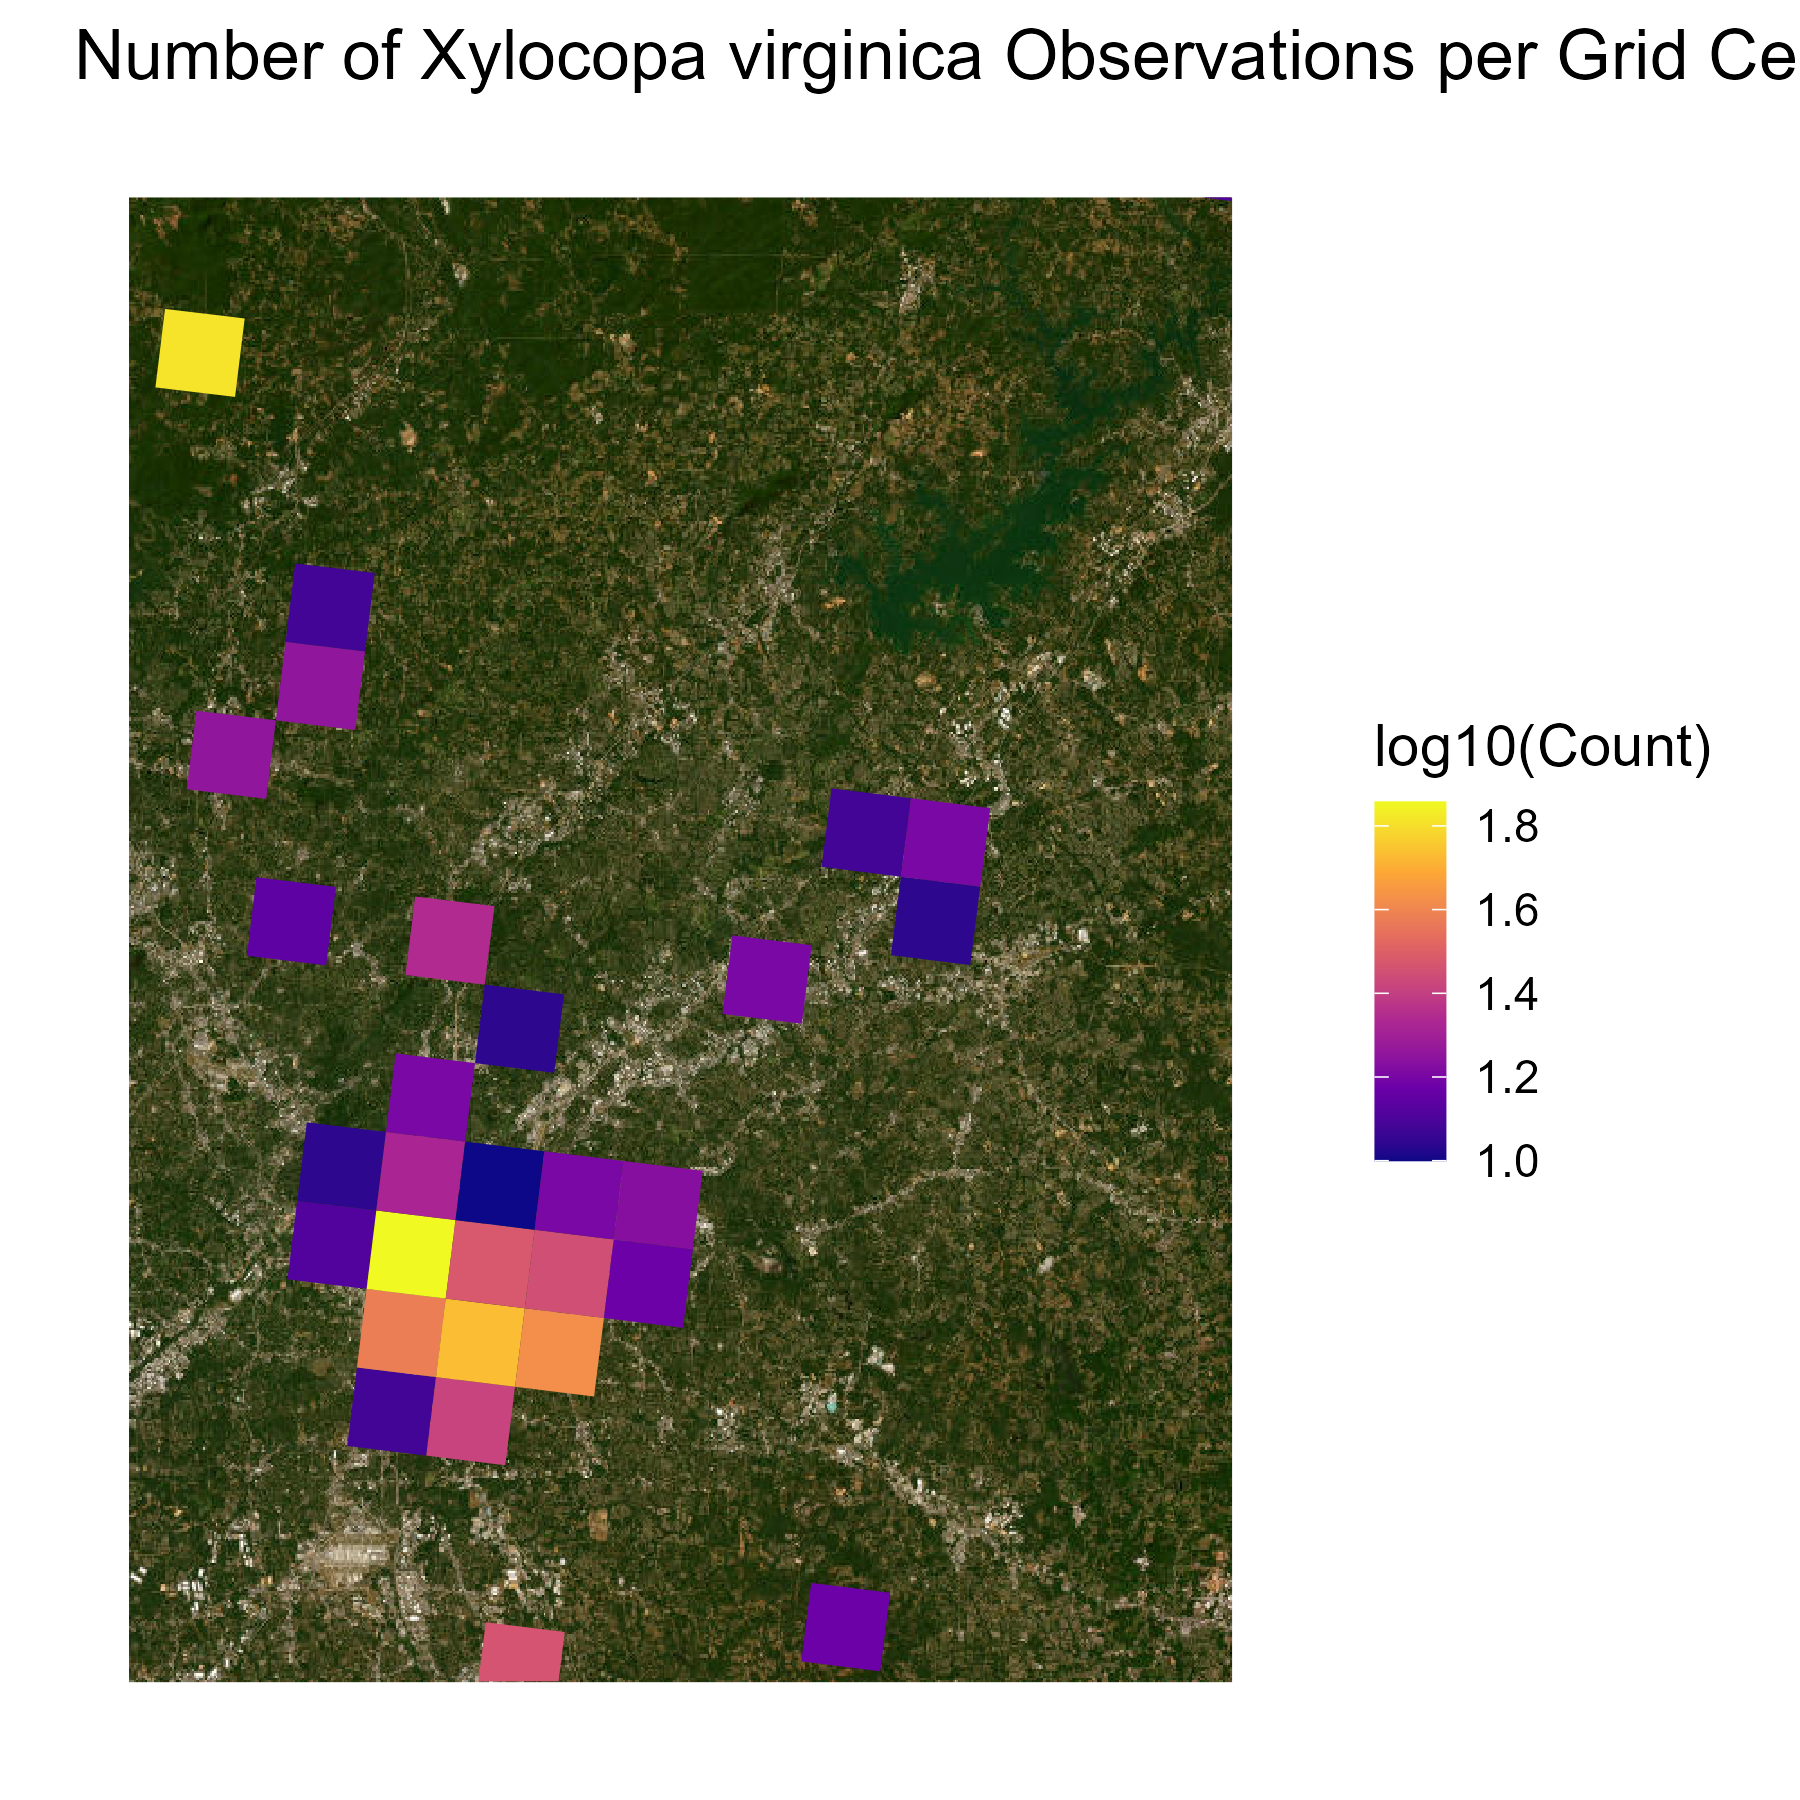 Number of Xylocopa virginica Observations per Grid Ce
log10(Count)
1.8
1.6
1.4
1.2
1.0